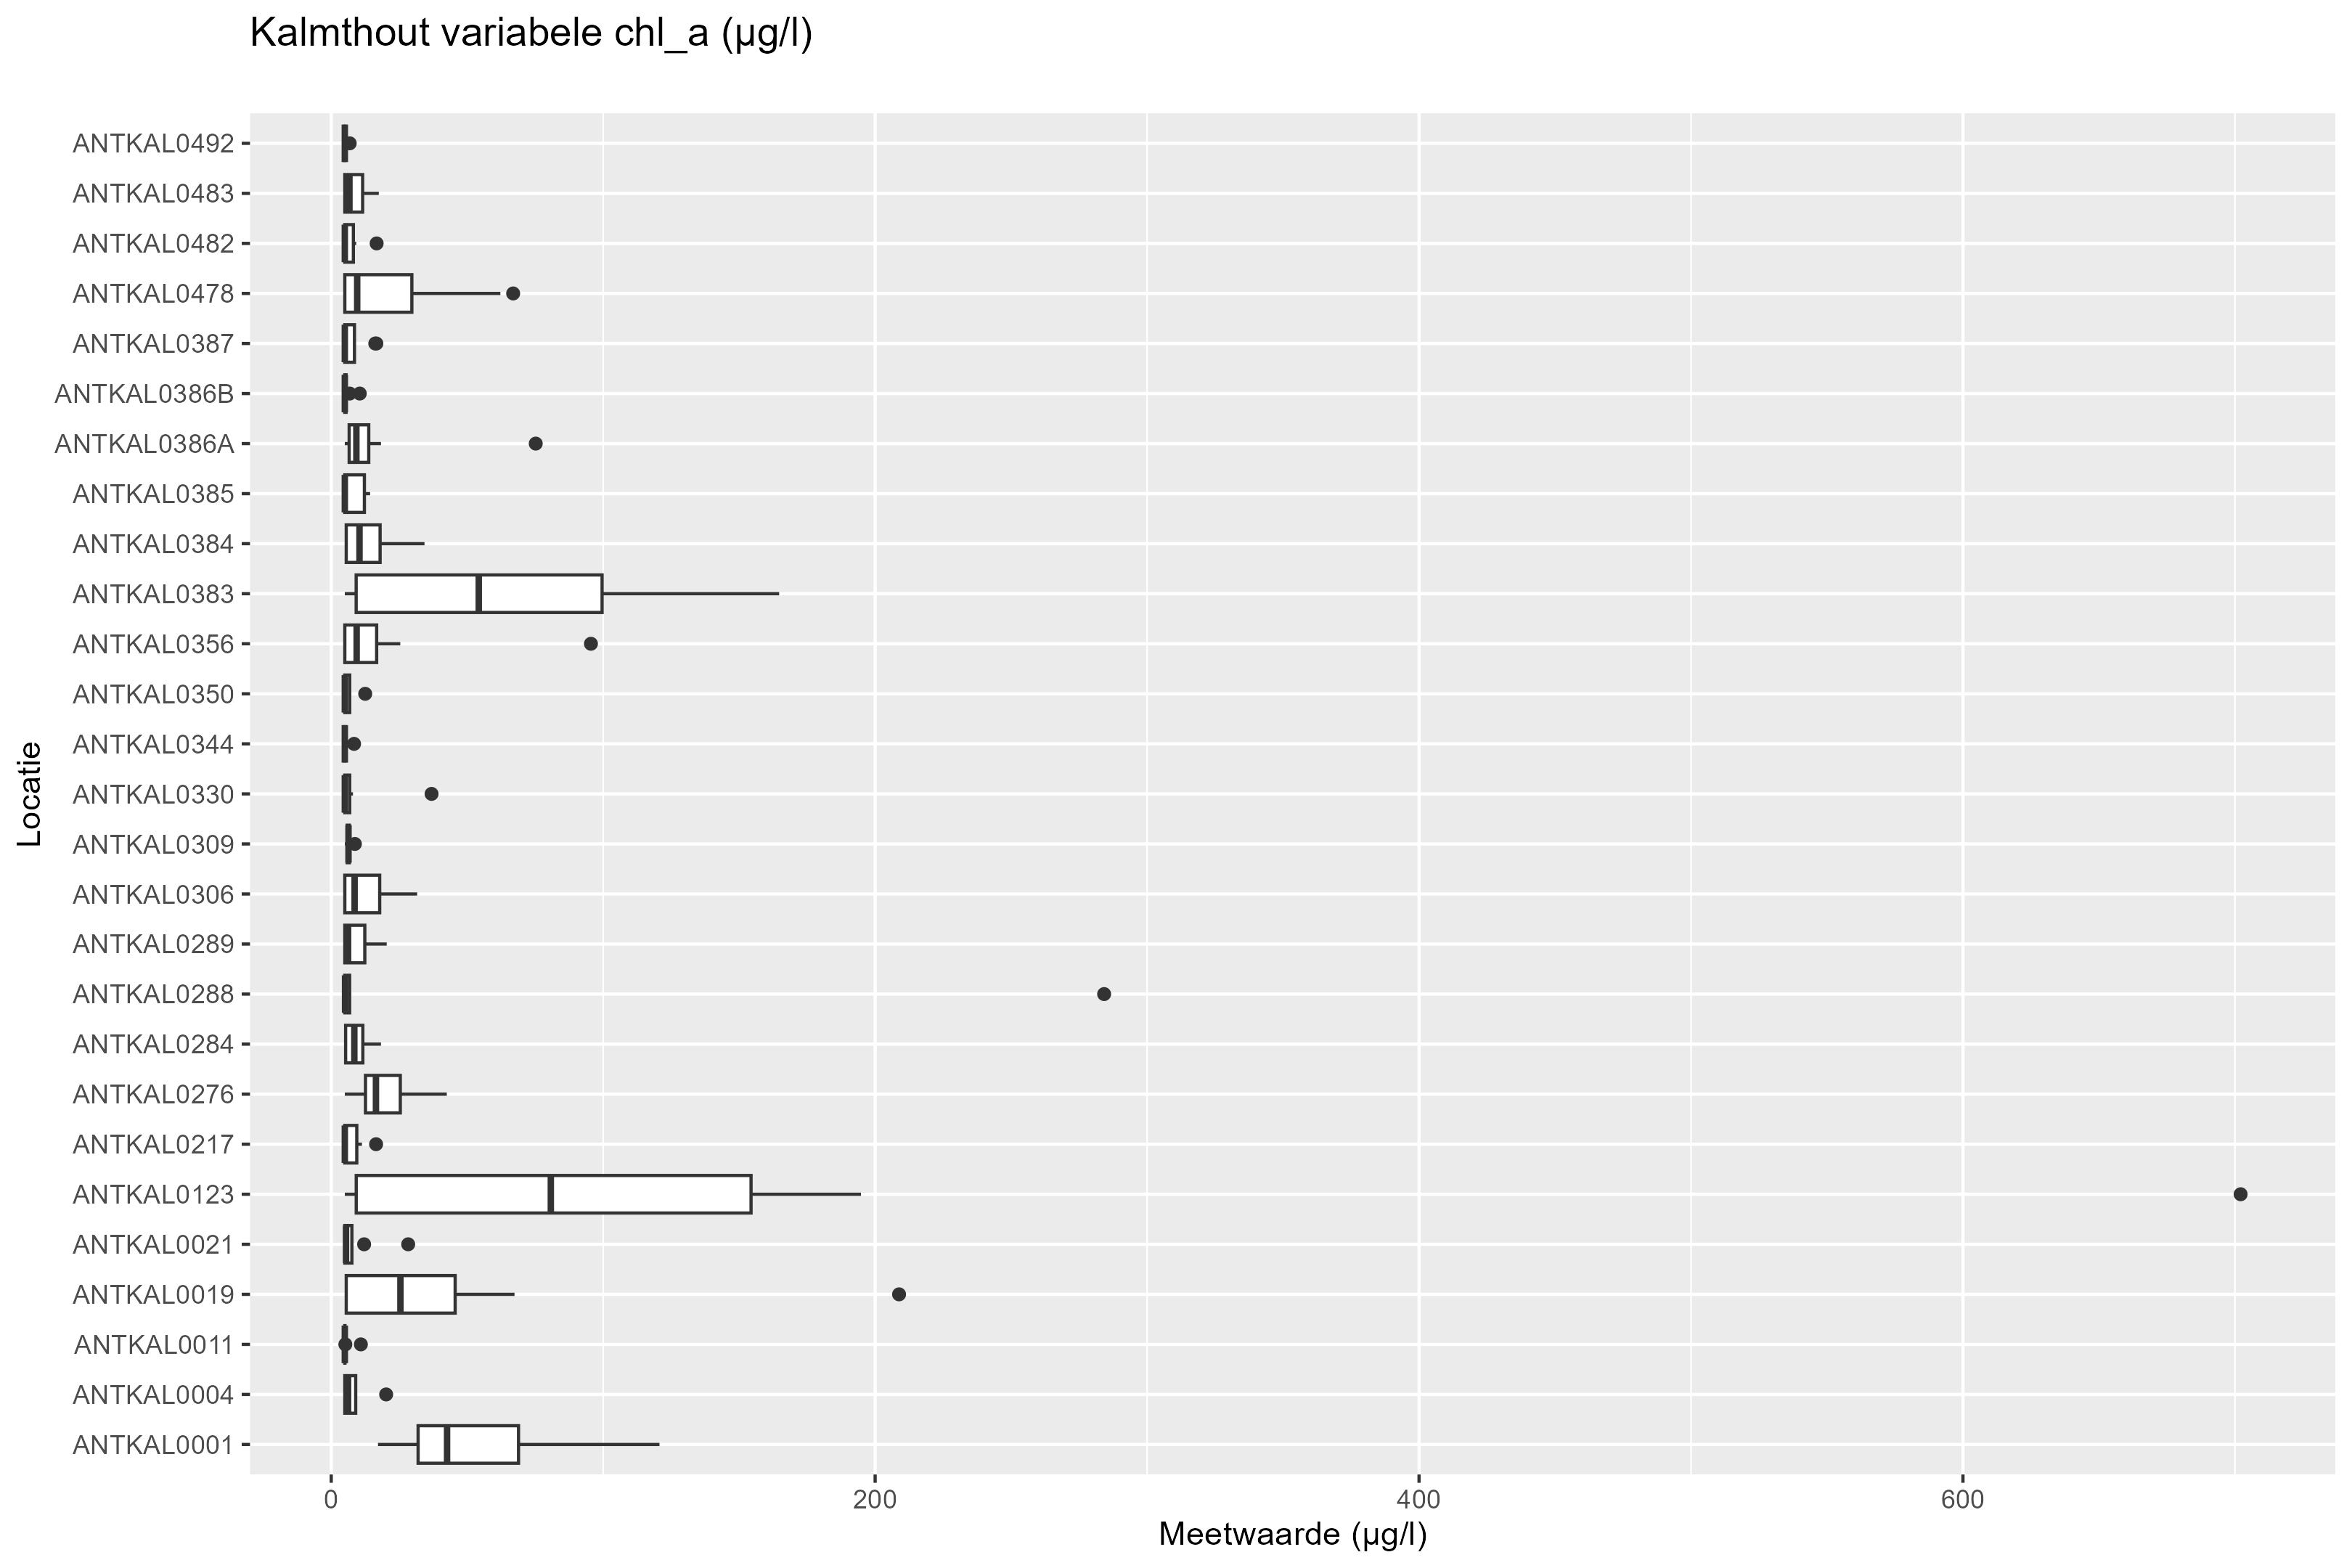 Kalmthout variabele chl_a (µg/l)
ANTKAL0492
ANTKAL0483
ANTKAL0482
ANTKAL0478
ANTKAL0387
ANTKAL0386B
ANTKAL0386A
ANTKAL0385
ANTKAL0384
ANTKAL0383
ANTKAL0356
ANTKAL0350
ANTKAL0344
ANTKAL0330
ANTKAL0309
ANTKAL0306
ANTKAL0289
ANTKAL0288
ANTKAL0284
ANTKAL0276
ANTKAL0217
ANTKAL0123
ANTKAL0021
ANTKAL0019
ANTKAL0011
ANTKAL0004
ANTKAL0001
Locatie
0 200 400 600
Meetwaarde (µg/l)